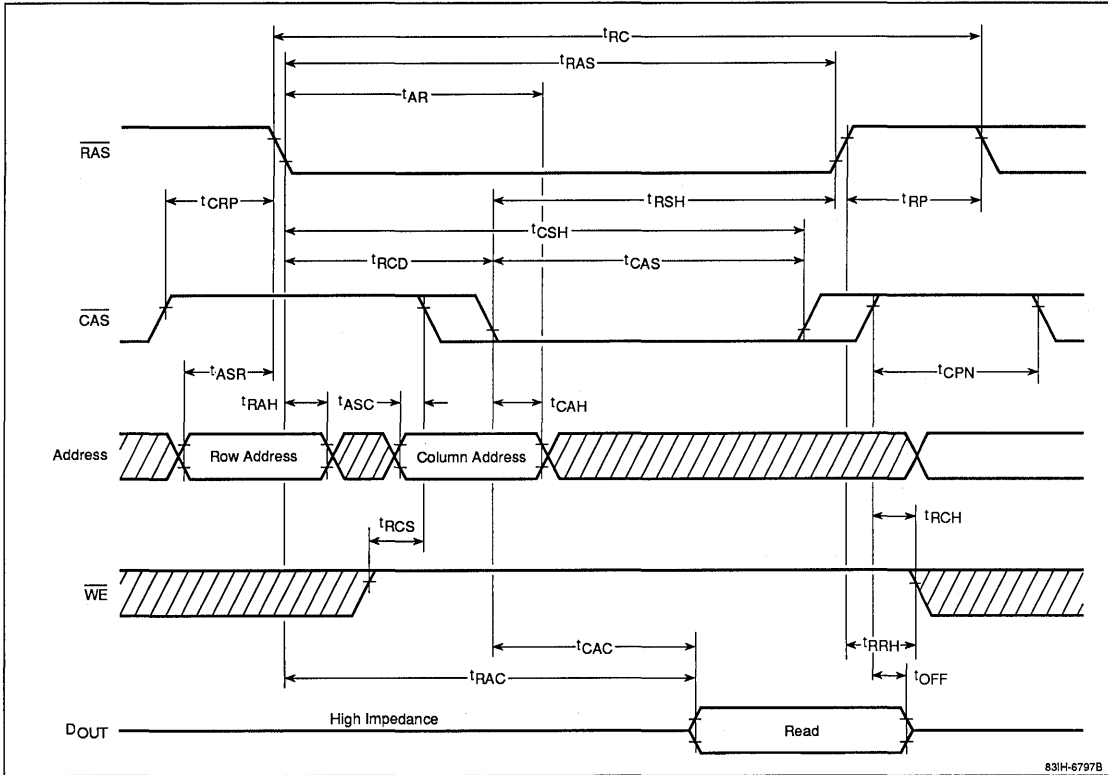 tRC
tRAS
tAR
RAS
tCRP
tRSH
tRP
tCSH
tRCD
tCAS
CAS
tASR
tCPN
tRAH
tASC
tCAH
Address
Row Address
Column Address
tRCS
tRCH
WE
tCAC
tRRH
tRAC
tOFF
High Impedance
DOUT
Read
83IH-6797B